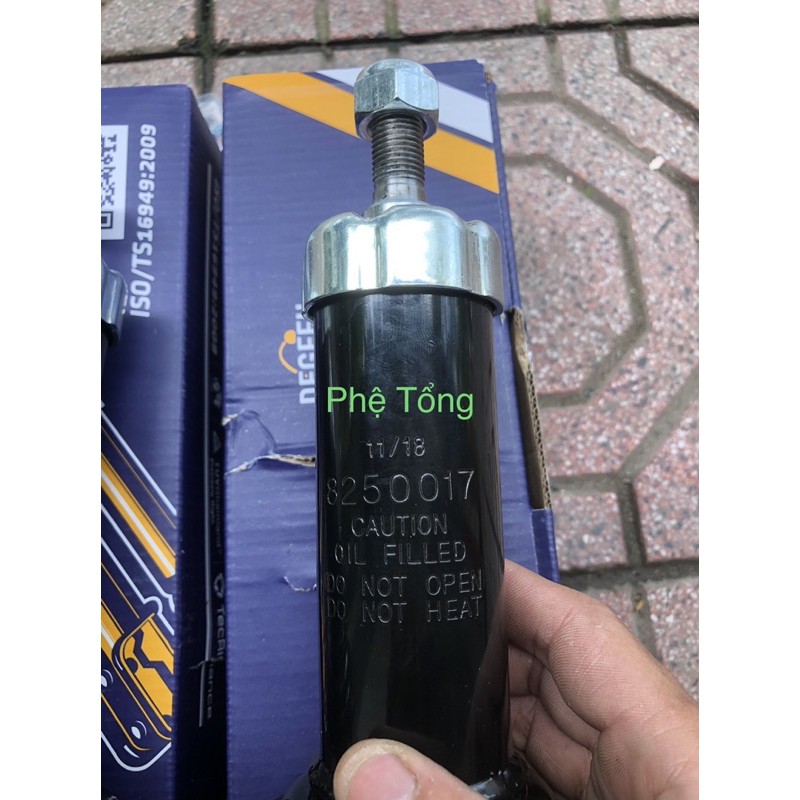 ISO/TS16949:2009
Phệ Tổng
11/18
8250017
CAUTION
OIL FILLED
DO NOT OPEN
DO NOT HEAT